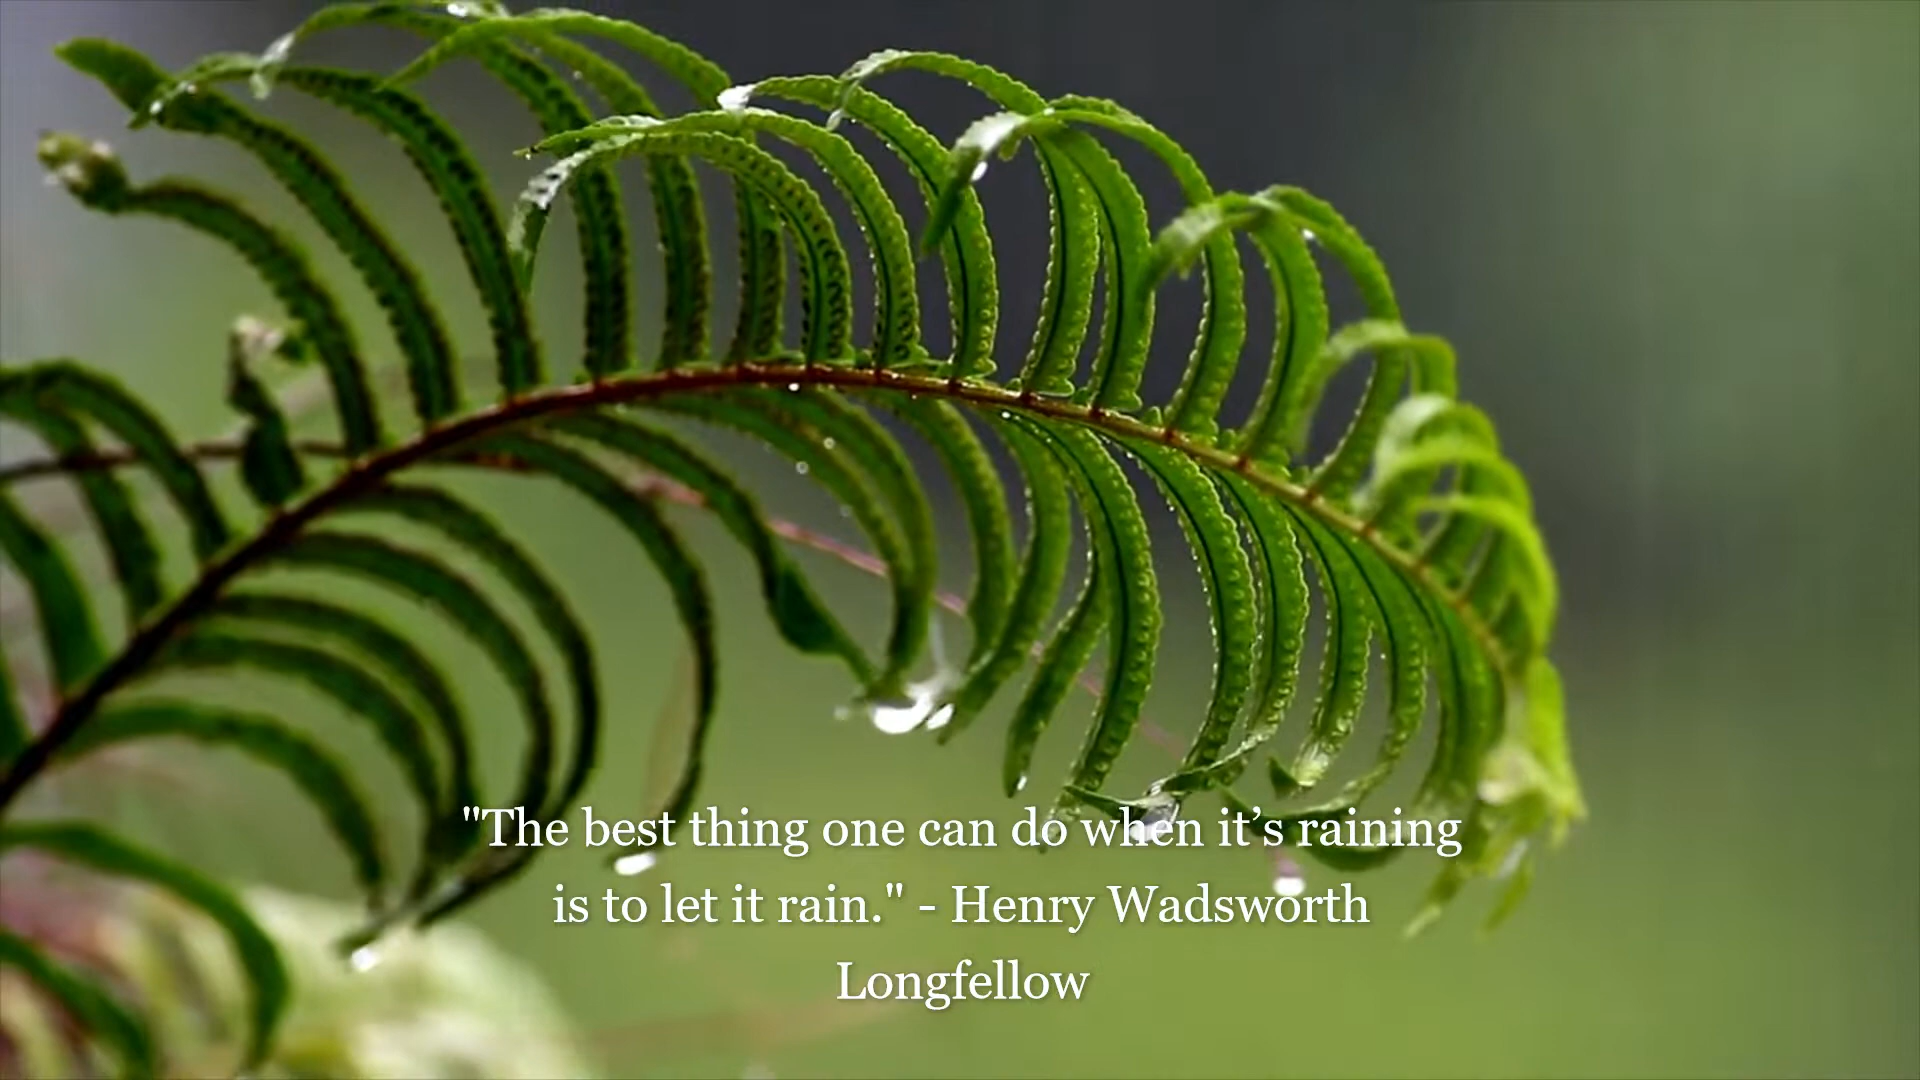 "The best thing one can do when it’s raining
is to let it rain." - Henry Wadsworth
Longfellow